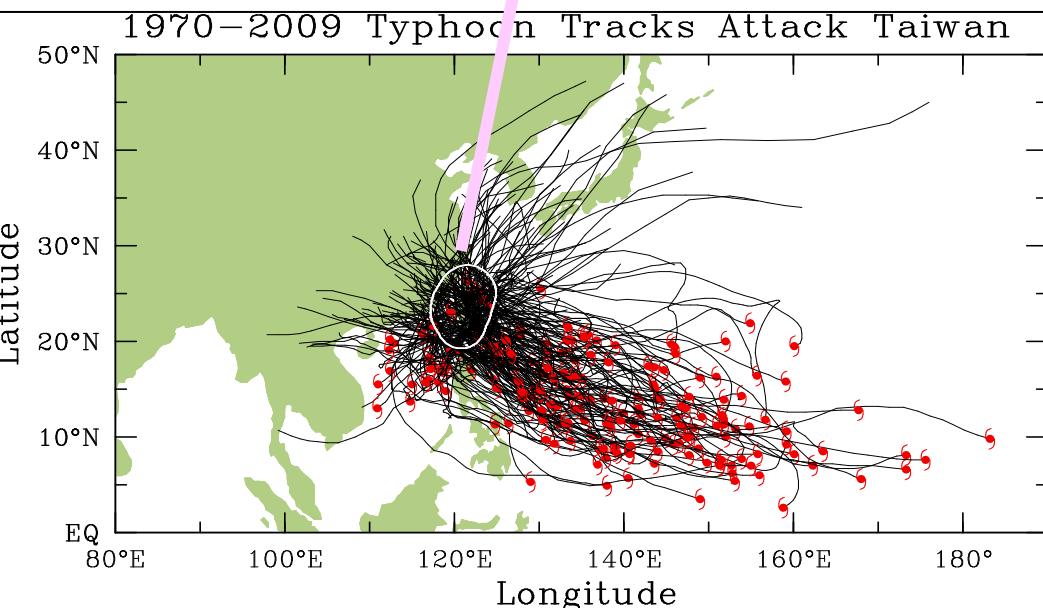 1970−2009 Typhoon Tracks Attack Taiwan
50°N
40°N
30°N
20°N
10°N
EQ
Latitude
80°E 100°E 120°E 140°E 160°E 180°
Longitude